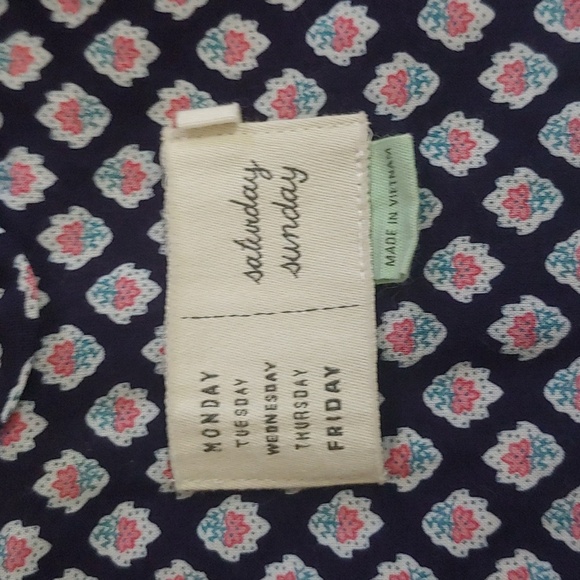 MONDAY
TUESDAY
WEDNESDAY
THURSDAY
FRIDAY
saturday
sunday
MADE IN VIETNAM